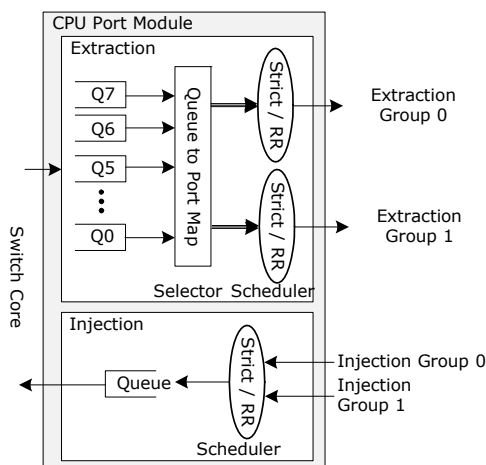 CPU Port Module
Extraction
Q7
Q6
Q5
Q0
Queue to Port Map
Strict / RR
Strict / RR
Extraction
Group 0
Extraction
Group 1
Selector
Scheduler
Switch Core
Injection
Queue
Strict / RR
Scheduler
Injection Group 0
Injection
Group 1